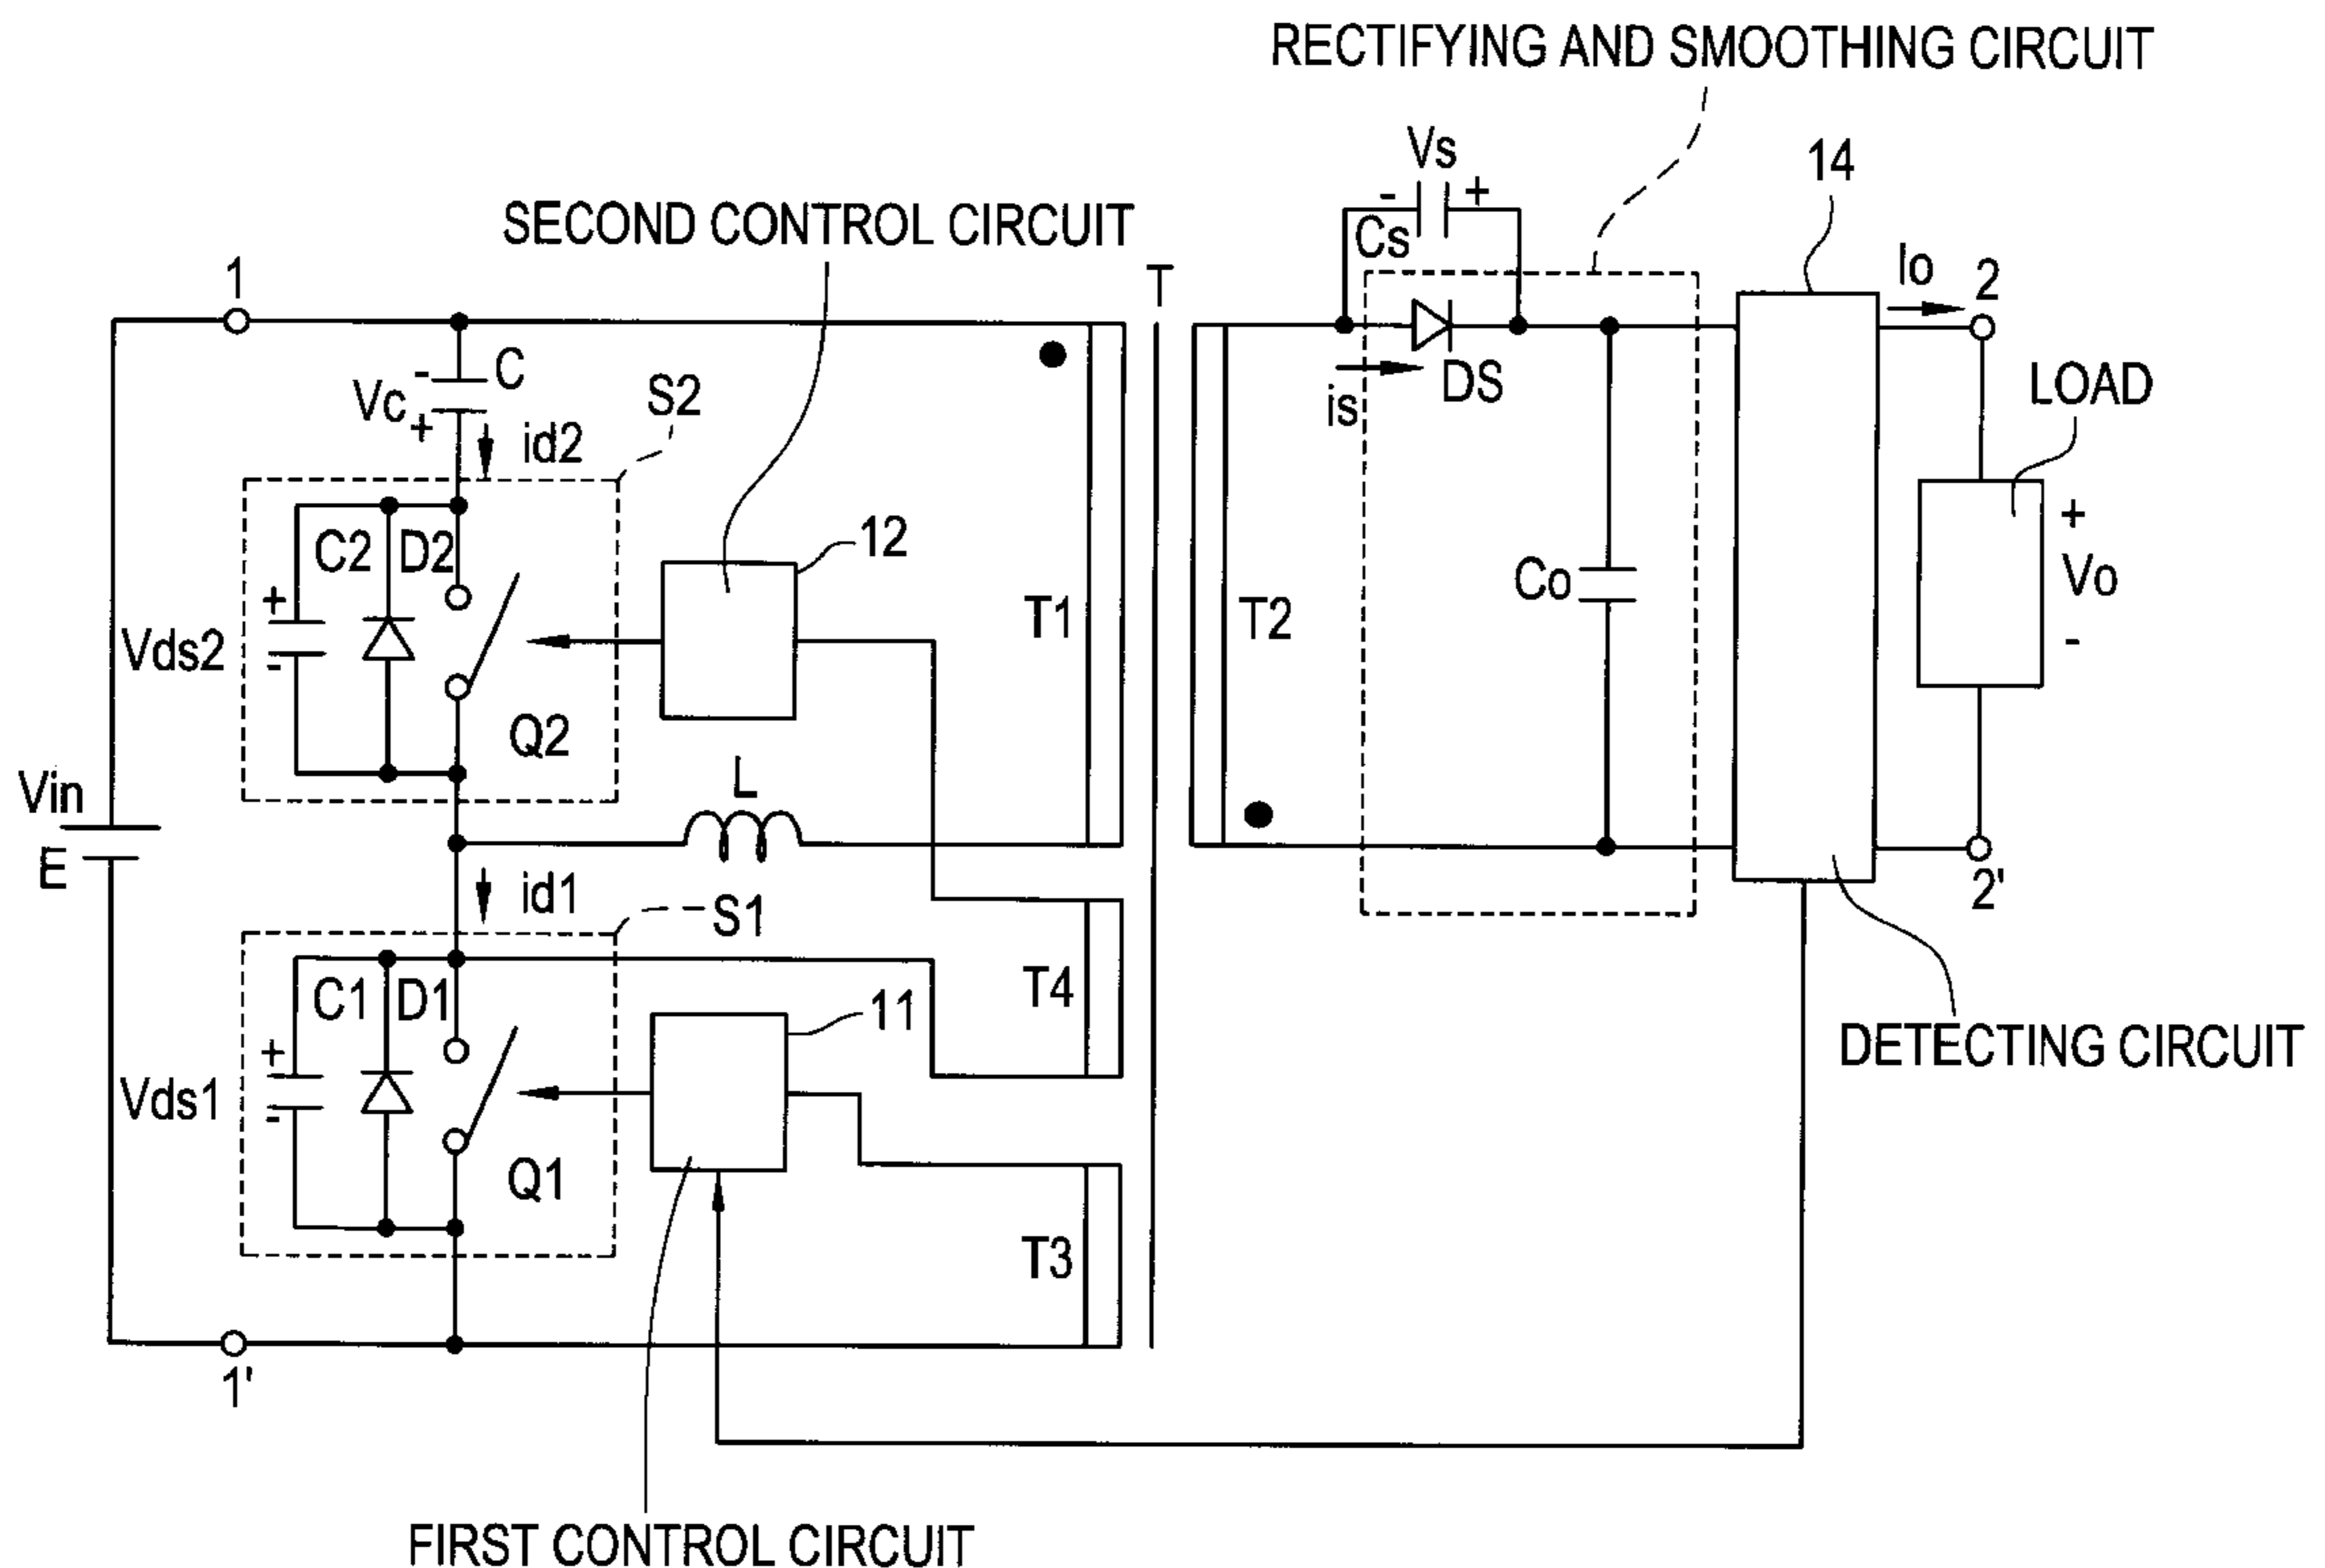 RECTIFYING AND SMOOTHING CIRCUIT
Vs
14
- +
SECOND CONTROL CIRCUIT
Cs
Io
2
1
T
-
C
Vc
+
S2
is
DS
LOAD
id2
C2
D2
12
+
Vds2
-
T1
T2
Co
+
Vo
-
Q2
Vin
L
E
id1
S1
2'
C1
D1
11
T4
+
Vds1
-
DETECTING CIRCUIT
Q1
T3
1'
FIRST CONTROL CIRCUIT